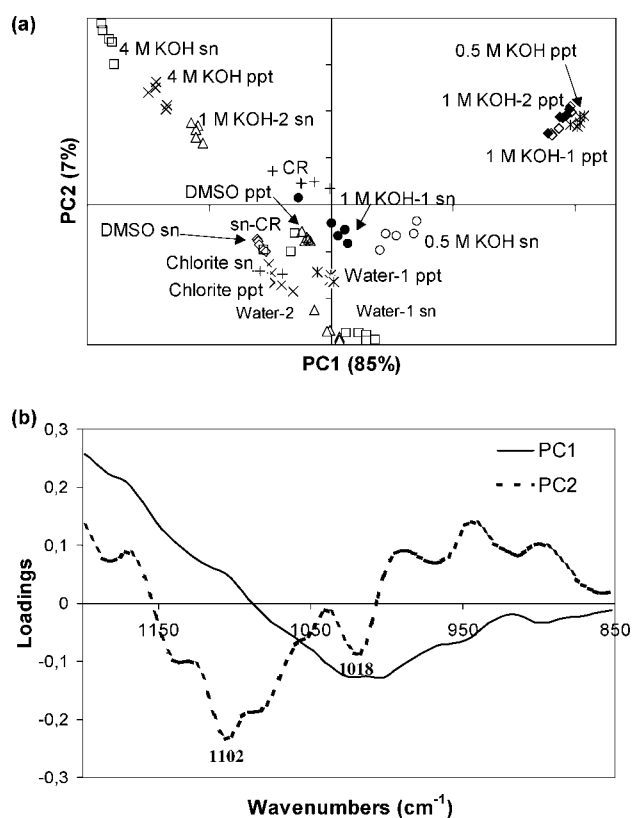 (a)
4 M KOH sn
4 M KOH ppt
1 M KOH-2 sn
0.5 M KOH ppt
1 M KOH-2 ppt
1 M KOH-1 ppt
PC2 (7%)
CR
DMSO ppt
1 M KOH-1 sn
sn-CR
DMSO sn
0.5 M KOH sn
Chlorite sn
Water-1 ppt
Chlorite ppt
Water-2
Water-1 sn
PC1 (85%)
(b)
0,3
PC1
PC2
0,2
0,1
Loadings
0
1150
1050
950
850
-0,1
1018
-0,2
1102
-0,3
Wavenumbers (cm⁻¹)